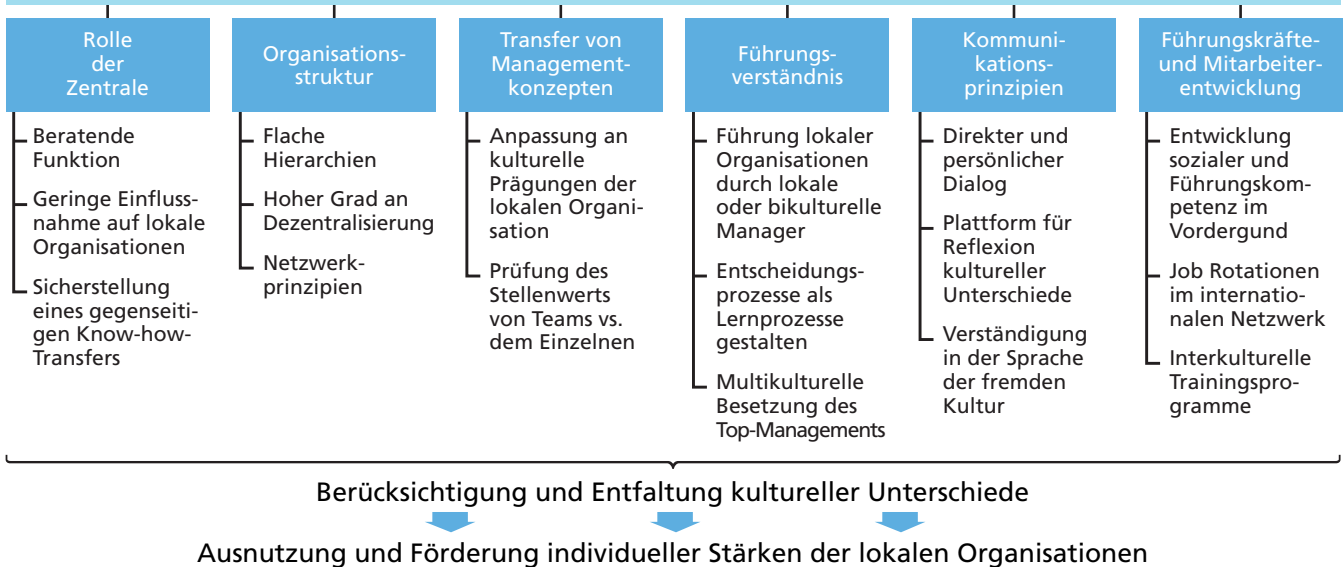 Rolle
der
Zentrale
Beratende
Funktion
Geringe Einfluss-
nahme auf lokale
Organisationen
Sicherstellung
eines gegenseiti-
gen Know-how-
Transfers
Organisations-
struktur
Flache
Hierarchien
Hoher Grad an
Dezentralisierung
Netzwerk-
prinzipien
Transfer von
Management-
konzepten
Anpassung an
kulturelle
Prägungen der
lokalen Organi-
sation
Prüfung des
Stellenwerts
von Teams vs.
dem Einzelnen
Führungs-
verständnis
Führung lokaler
Organisationen
durch lokale
oder bikulturelle
Manager
Entscheidungs-
prozesse als
Lernprozesse
gestalten
Multikulturelle
Besetzung des
Top-Managements
Kommuni-
kations-
prinzipien
Direkter und
persönlicher
Dialog
Plattform für
Reflexion
kultureller
Unterschiede
Verständigung
in der Sprache
der fremden
Kultur
Führungskräfte-
und Mitarbeiter-
entwicklung
Entwicklung
sozialer und
Führungskom-
petenz im
Vordergund
Job Rotationen
im internatio-
nalen Netzwerk
Interkulturelle
Trainingspro-
gramme
Berücksichtigung und Entfaltung kultureller Unterschiede
Ausnutzung und Förderung individueller Stärken der lokalen Organisationen